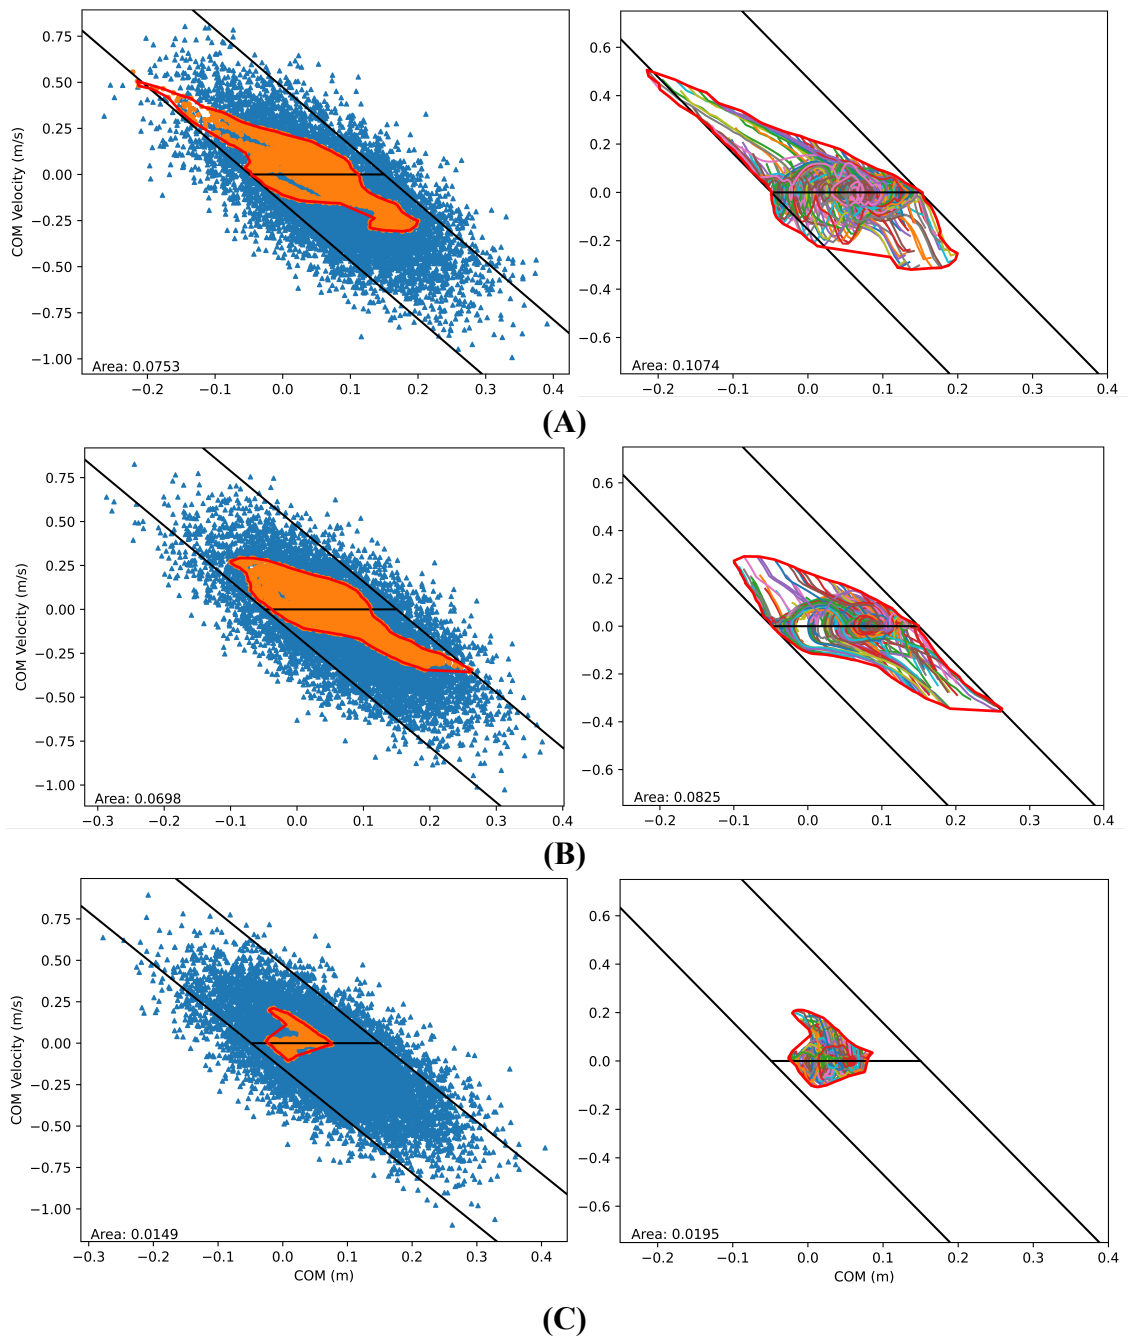 0.75
0.50
0.25
0.00
−0.25
−0.50
−0.75
−1.00
COM Velocity (m/s)
Area: 0.0753
−0.2 −0.1 0.0 0.1 0.2 0.3 0.4
0.6
0.4
0.2
0.0
−0.2
−0.4
−0.6
Area: 0.1074
−0.2 −0.1 0.0 0.1 0.2 0.3 0.4
(A)
0.75
0.50
0.25
0.00
−0.25
−0.50
−0.75
−1.00
COM Velocity (m/s)
Area: 0.0698
−0.3 −0.2 −0.1 0.0 0.1 0.2 0.3 0.4
0.6
0.4
0.2
0.0
−0.2
−0.4
−0.6
Area: 0.0825
−0.2 −0.1 0.0 0.1 0.2 0.3 0.4
(B)
0.75
0.50
0.25
0.00
−0.25
−0.50
−0.75
−1.00
COM Velocity (m/s)
Area: 0.0149
−0.3 −0.2 −0.1 0.0 0.1 0.2 0.3 0.4
COM (m)
0.6
0.4
0.2
0.0
−0.2
−0.4
−0.6
Area: 0.0195
−0.2 −0.1 0.0 0.1 0.2 0.3 0.4
COM (m)
(C)